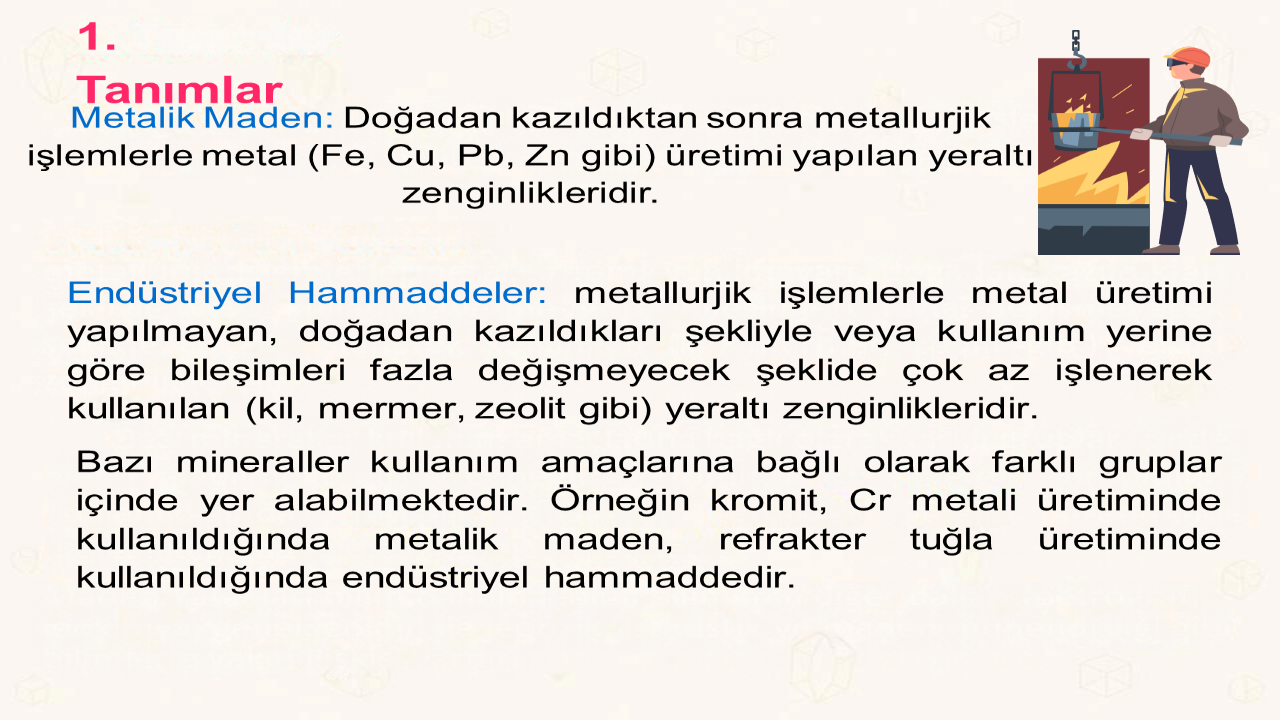 1.
Tanımlar
Metalik Maden: Doğadan kazıldıktan sonra metallurjik
işlemlerle metal (Fe, Cu, Pb, Zn gibi) üretimi yapılan yeraltı
zenginlikleridir.
Endüstriyel Hammaddeler: metallurjik işlemlerle metal üretimi
yapılmayan, doğadan kazıldıkları şekliyle veya kullanım yerine
göre bileşimleri fazla değişmeyecek şeklide çok az işlenerek
kullanılan (kil, mermer, zeolit gibi) yeraltı zenginlikleridir.
Bazı mineraller kullanım amaçlarına bağlı olarak farklı gruplar
içinde yer alabilmektedir. Örneğin kromit, Cr metali üretiminde
kullanıldığında metalik maden, refrakter tuğla üretiminde
kullanıldığında endüstriyel hammaddedir.